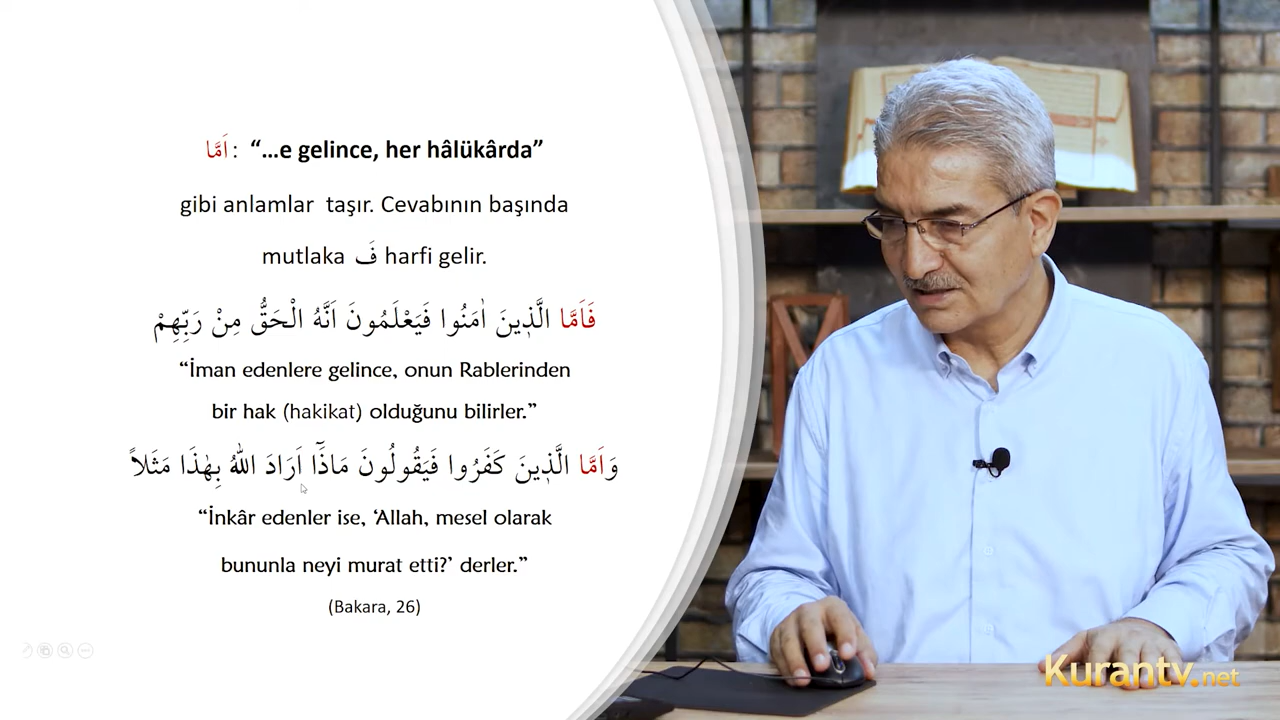 اَمَّا : “...e gelince, her hâlükârda”
gibi anlamlar taşır. Cevabının başında
mutlaka فَ harfi gelir.
فَاَمَّا الَّذ۪ينَ اٰمَنُوا فَيَعْلَمُونَ اَنَّهُ الْحَقُّ مِنْ رَبِّهِمْ
“İman edenlere gelince, onun Rablerinden
bir hak (hakikat) olduğunu bilirler.”
وَاَمَّا الَّذ۪ينَ كَفَرُوا فَيَقُولُونَ مَاذَٓا اَرَادَ اللّٰهُ بِهٰذَا مَثَلاً
“İnkâr edenler ise, ‘Allah, mesel olarak
bununla neyi murat etti?’ derler.”
(Bakara, 26)
Kurantv.net